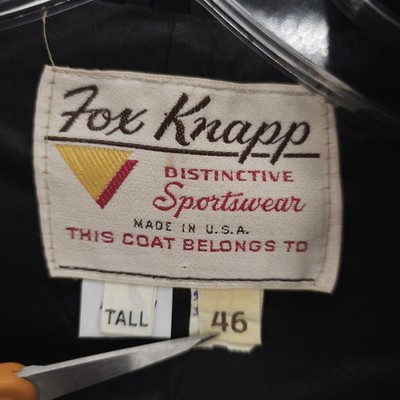 Fox Knapp
DISTINCTIVE
Sportswear
MADE IN U.S.A.
THIS COAT BELONGS TO
TALL 46